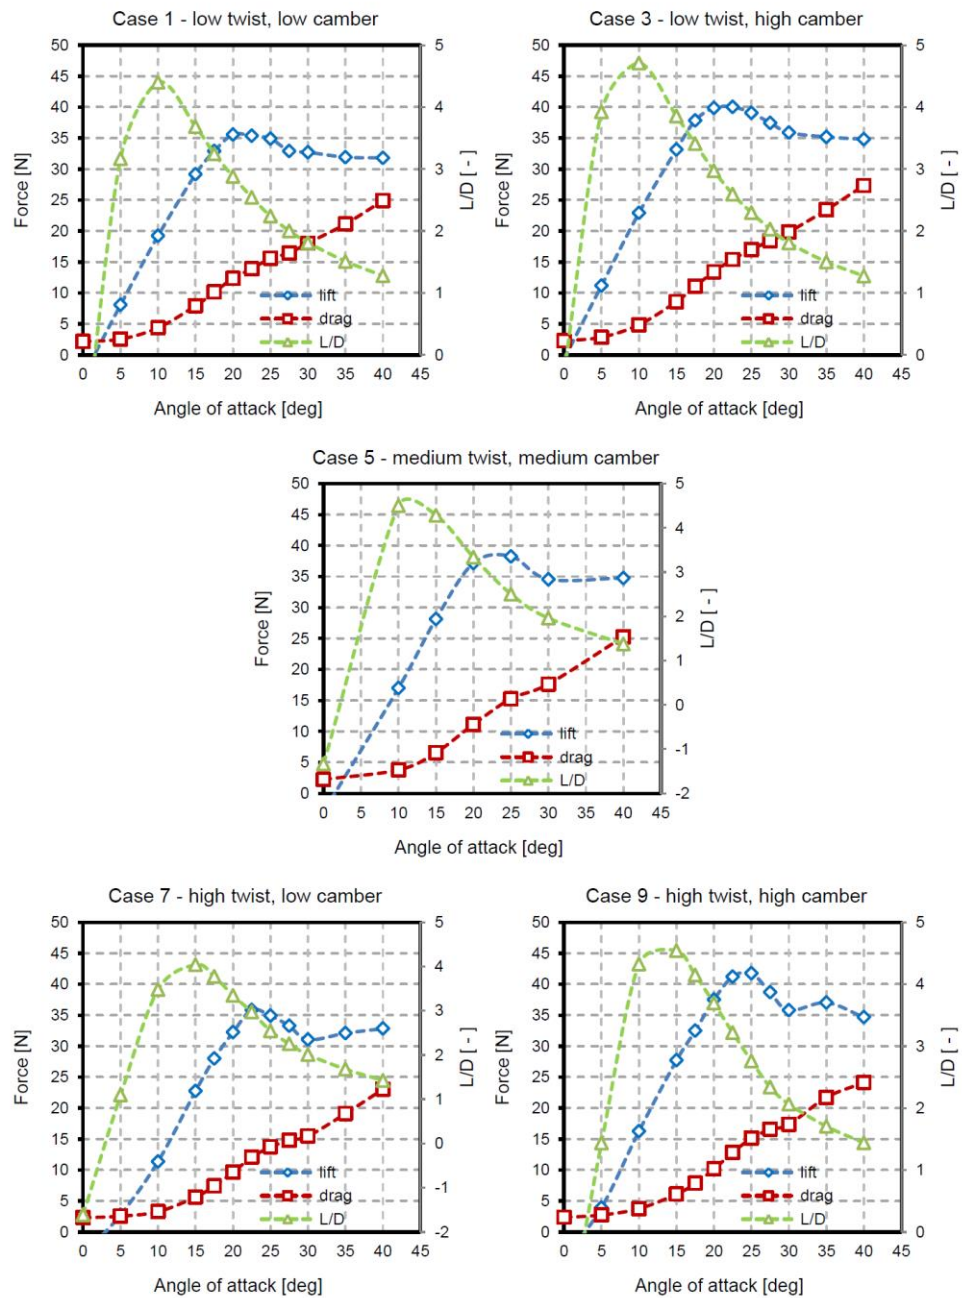 Case 1 - low twist, low camber
50
45
40
35
30
25
20
15
10
5
0
Force [N]
5
4
3
2
1
0
L/D [ - ]
lift
drag
L/D
0 5 10 15 20 25 30 35 40 45
Angle of attack [deg]
Case 3 - low twist, high camber
50
45
40
35
30
25
20
15
10
5
0
Force [N]
5
4
3
2
1
0
L/D [ - ]
lift
drag
L/D
0 5 10 15 20 25 30 35 40 45
Angle of attack [deg]
Case 5 - medium twist, medium camber
50
45
40
35
30
25
20
15
10
5
0
Force [N]
5
4
3
2
1
0
-1
-2
L/D [ - ]
lift
drag
L/D
0 5 10 15 20 25 30 35 40 45
Angle of attack [deg]
Case 7 - high twist, low camber
50
45
40
35
30
25
20
15
10
5
0
Force [N]
5
4
3
2
1
0
-1
-2
L/D [ - ]
lift
drag
L/D
0 5 10 15 20 25 30 35 40 45
Angle of attack [deg]
Case 9 - high twist, high camber
50
45
40
35
30
25
20
15
10
5
0
Force [N]
5
4
3
2
1
0
L/D [ - ]
lift
drag
L/D
0 5 10 15 20 25 30 35 40 45
Angle of attack [deg]